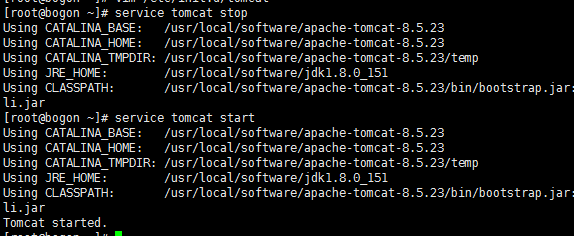 [root@bogon ~]# service tomcat stop
Using CATALINA_BASE:   /usr/local/software/apache-tomcat-8.5.23
Using CATALINA_HOME:   /usr/local/software/apache-tomcat-8.5.23
Using CATALINA_TMPDIR: /usr/local/software/apache-tomcat-8.5.23/temp
Using JRE_HOME:        /usr/local/software/jdk1.8.0_151
Using CLASSPATH:       /usr/local/software/apache-tomcat-8.5.23/bin/bootstrap.jar:
li.jar
[root@bogon ~]# service tomcat start
Using CATALINA_BASE:   /usr/local/software/apache-tomcat-8.5.23
Using CATALINA_HOME:   /usr/local/software/apache-tomcat-8.5.23
Using CATALINA_TMPDIR: /usr/local/software/apache-tomcat-8.5.23/temp
Using JRE_HOME:        /usr/local/software/jdk1.8.0_151
Using CLASSPATH:       /usr/local/software/apache-tomcat-8.5.23/bin/bootstrap.jar:
li.jar
Tomcat started.
[root@bogon ~]#